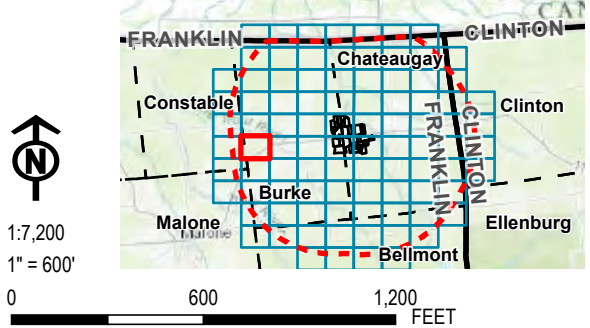 FRANKLIN
CLINTON
CAN
Chateaugay
Constable
Clinton
FRANKLIN
CLINTON
Burke
Malone
Malone
Ellenburg
Bellmont
N
1:7,200
1" = 600'
0 600 1,200
FEET